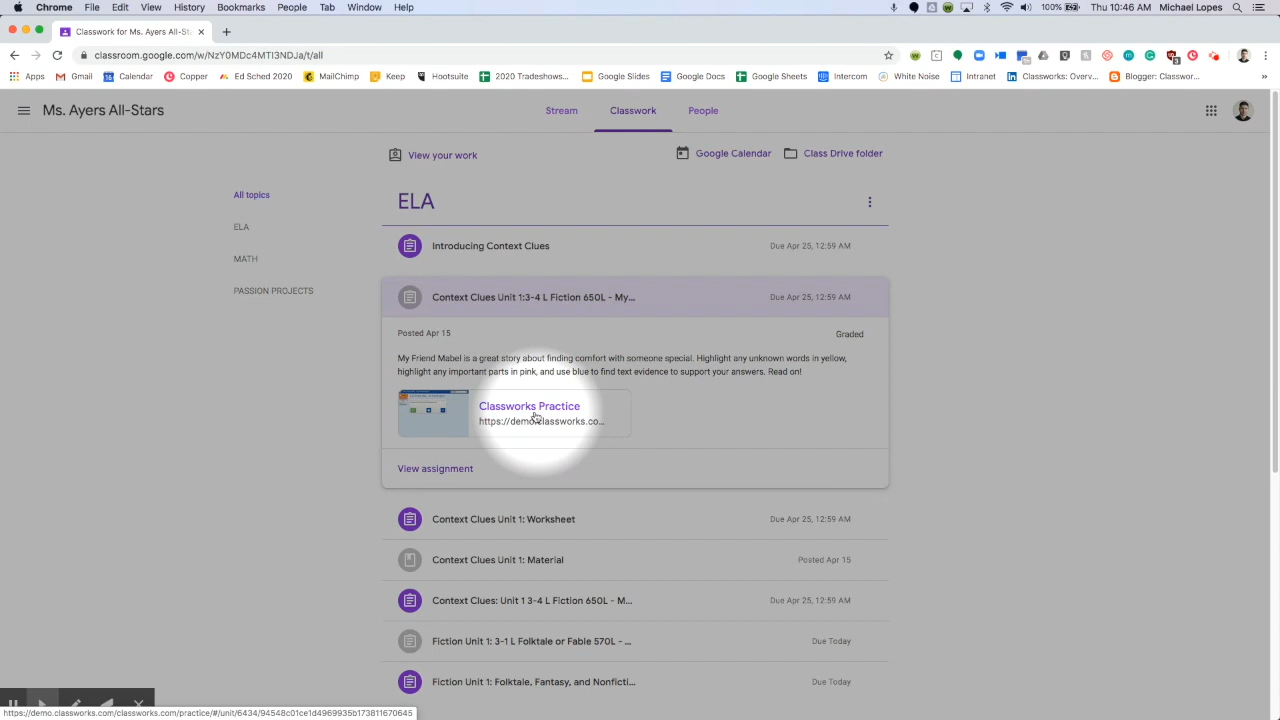 Chrome File Edit View History Bookmarks People Tab Window Help 100% Thu 10:46 AM Michael Lopes
Classwork for Ms. Ayers All-Sta
classroom.google.com/w/NzY0MDc4MTI3NDJa/t/all
Apps Gmail Calendar Copper Ed Sched 2020 MailChimp Keep Hootsuite 2020 Tradeshows... Google Slides Google Docs Google Sheets Intercom White Noise Intranet Classworks: Overv... Blogger: Classwor...
Ms. Ayers All-Stars
Stream Classwork People
View your work Google Calendar Class Drive folder
All topics
ELA
MATH
PASSION PROJECTS
ELA
Introducing Context Clues Due Apr 25, 12:59 AM
Context Clues Unit 1:3-4 L Fiction 650L - My... Due Apr 25, 12:59 AM
Posted Apr 15 Graded
My Friend Mabel is a great story about finding comfort with someone special. Highlight any unknown words in yellow,
highlight any important parts in pink, and use blue to find text evidence to support your answers. Read on!
Classworks Practice
https://demo.classworks.co...
View assignment
Context Clues Unit 1: Worksheet Due Apr 25, 12:59 AM
Context Clues Unit 1: Material Posted Apr 15
Context Clues: Unit 1 3-4 L Fiction 650L - M... Due Apr 25, 12:59 AM
Fiction Unit 1: 3-1 L Folktale or Fable 570L - ... Due Today
Fiction Unit 1: Folktale, Fantasy, and Nonficti... Due Today
https://demo.classworks.com/classworks.com/practice/#/unit/6434/94548c01ce1d4969935b173811670645